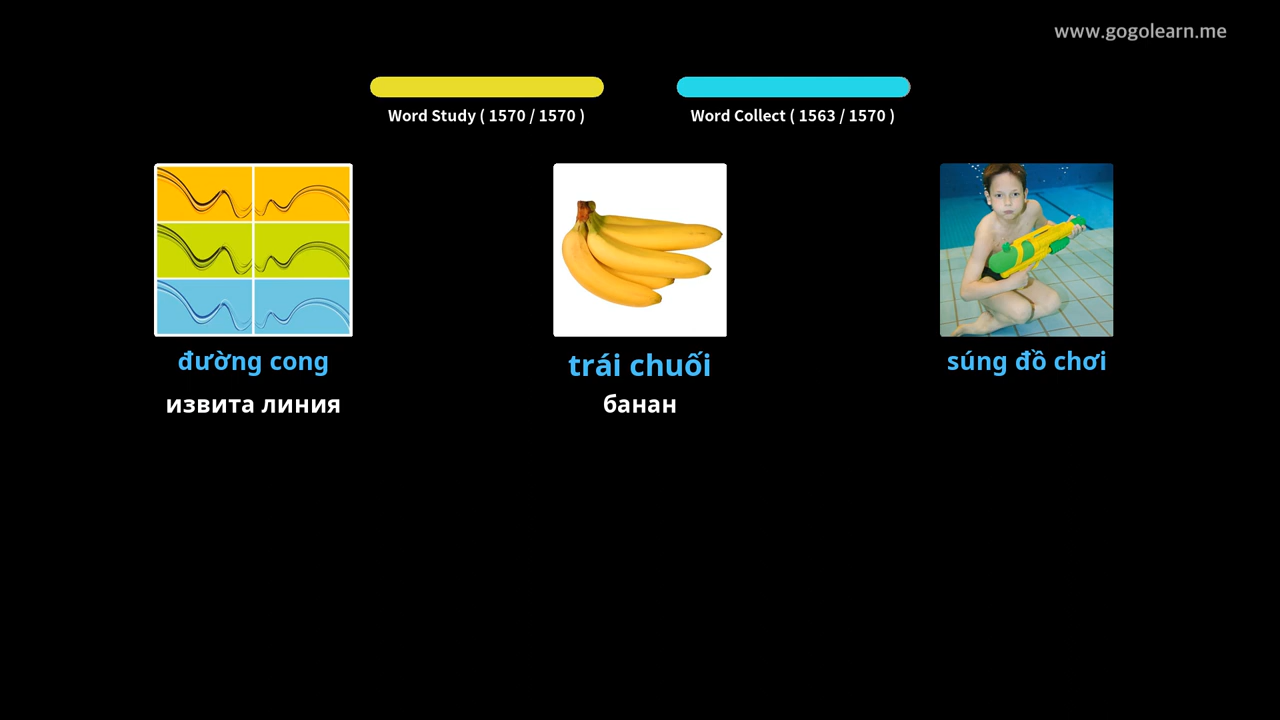 www.gogolearn.me
Word Study ( 1570 / 1570 )
Word Collect ( 1563 / 1570 )
đường cong
trái chuối
súng đồ chơi
извита линия
банан